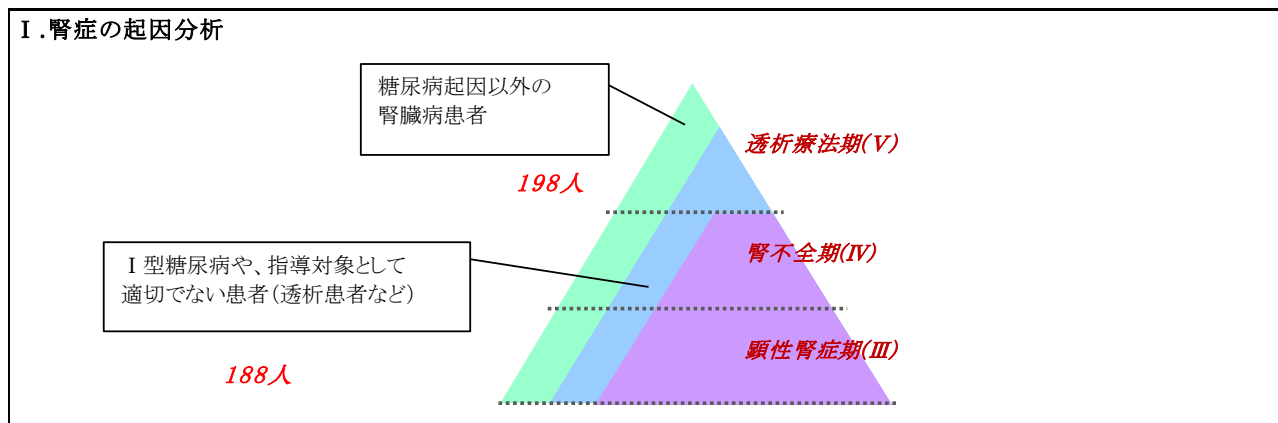 Ⅰ.腎症の起因分析
糖尿病起因以外の
腎臓病患者
透析療法期(Ⅴ)
198人
Ⅰ型糖尿病や、指導対象として
適切でない患者(透析患者など)
腎不全期(Ⅳ)
顕性腎症期(Ⅲ)
188人